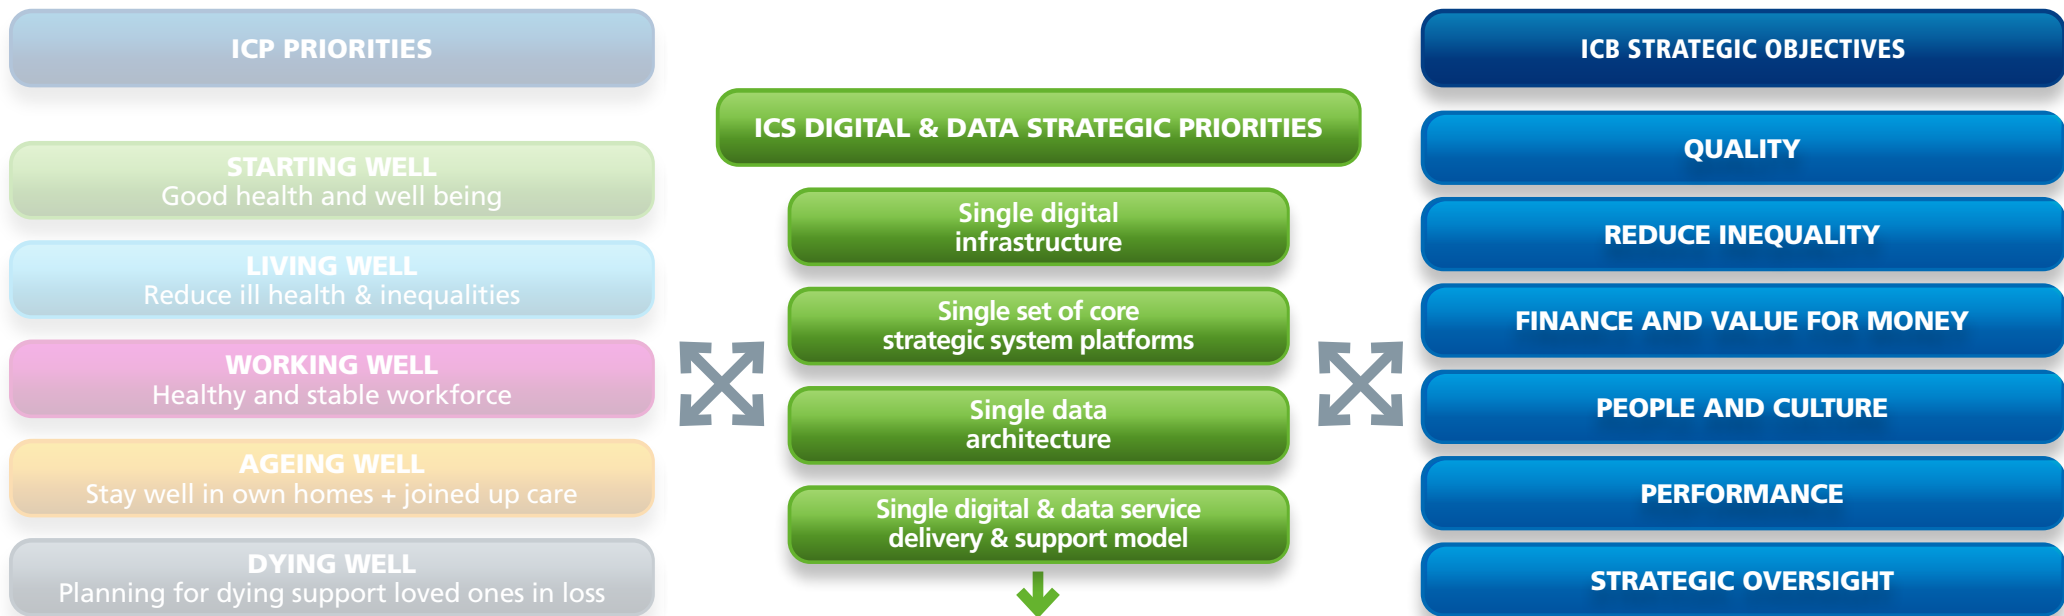 ICP PRIORITIES
STARTING WELL
Good health and well being
LIVING WELL
Reduce ill health & inequalities
WORKING WELL
Healthy and stable workforce
AGEING WELL
Stay well in own homes + joined up care
DYING WELL
Planning for dying support loved ones in loss
ICS DIGITAL & DATA STRATEGIC PRIORITIES
Single digital
infrastructure
Single set of core
strategic system platforms
Single data
architecture
Single digital & data service
delivery & support model
ICB STRATEGIC OBJECTIVES
QUALITY
REDUCE INEQUALITY
FINANCE AND VALUE FOR MONEY
PEOPLE AND CULTURE
PERFORMANCE
STRATEGIC OVERSIGHT